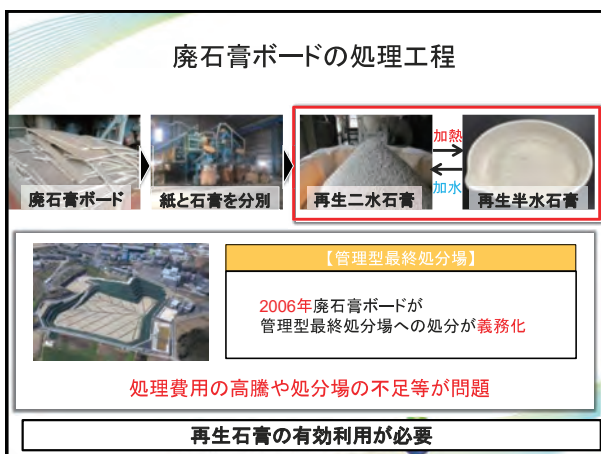 廃石膏ボードの処理工程
廃石膏ボード
紙と石膏を分別
再生二水石膏
加熱
加水
再生半水石膏
【管理型最終処分場】
2006年廃石膏ボードが
管理型最終処分場への処分が義務化
処理費用の高騰や処分場の不足等が問題
再生石膏の有効利用が必要